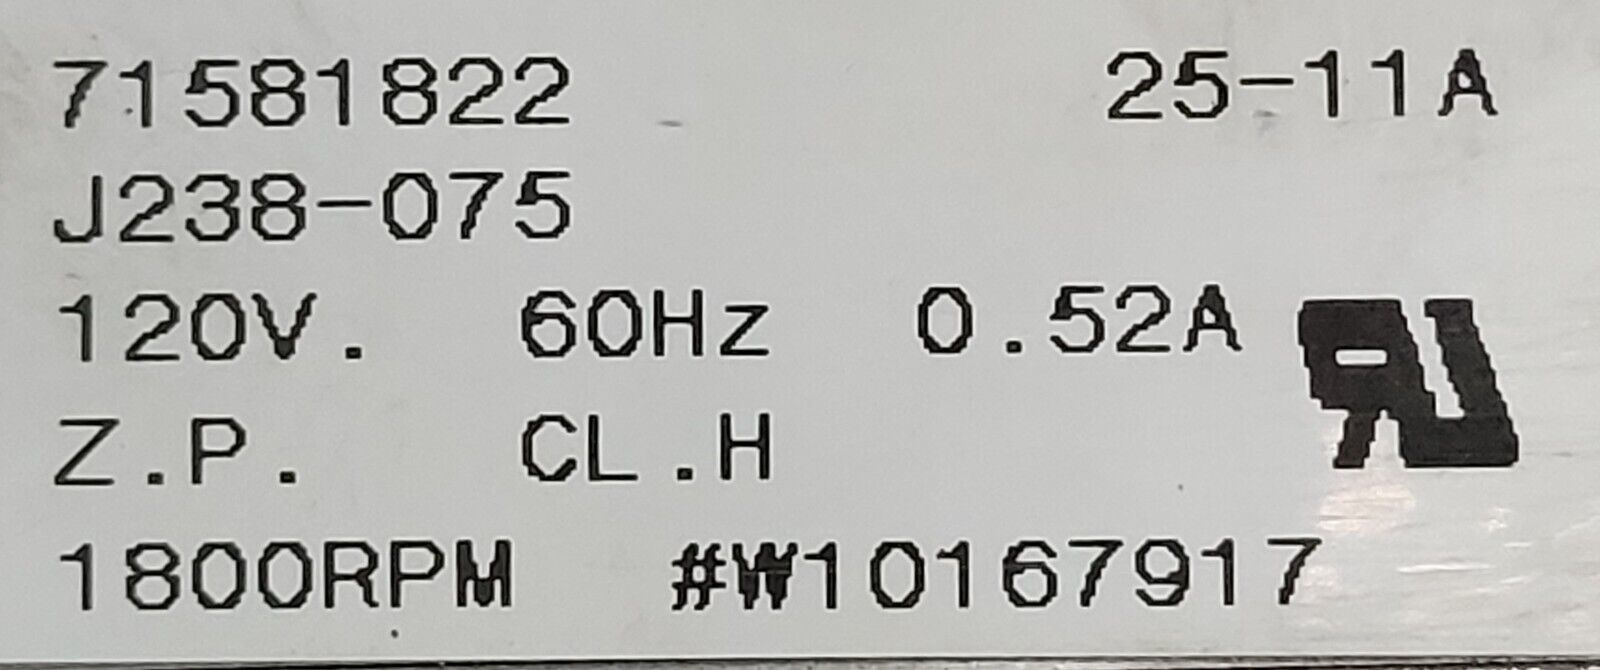 71581822 25-11A
J238-075
120V. 60Hz 0.52A
Z.P. CL.H
1800RPM #W10167917